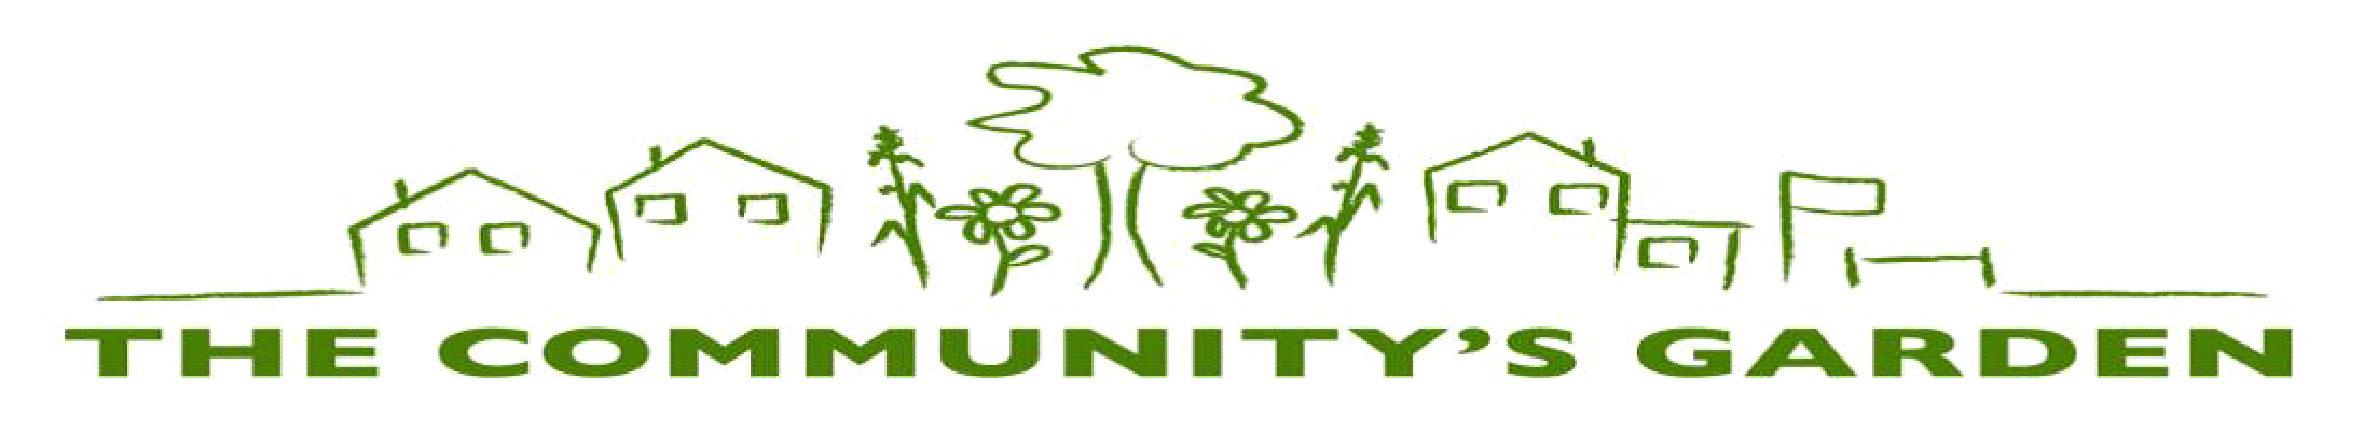 THE COMMUNITY’S GARDEN